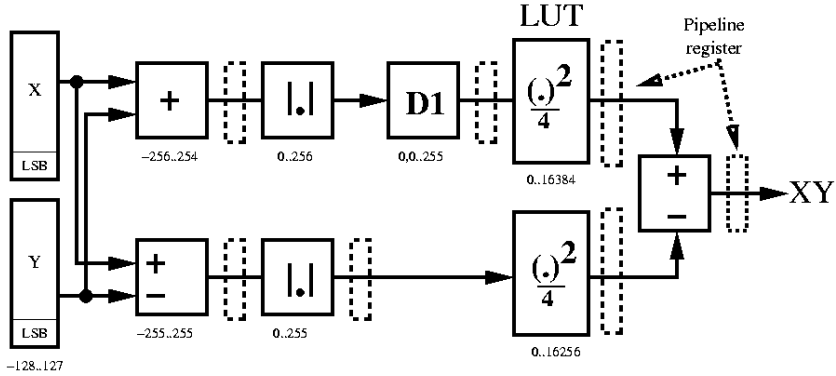 LUT
Pipeline
register
X
LSB
+
−256..254
|.|
0..256
D1
0,0..255
(.)2
4
0..16384
+
−
XY
Y
LSB
−128..127
+
−
−255..255
|.|
0..255
(.)2
4
0..16256